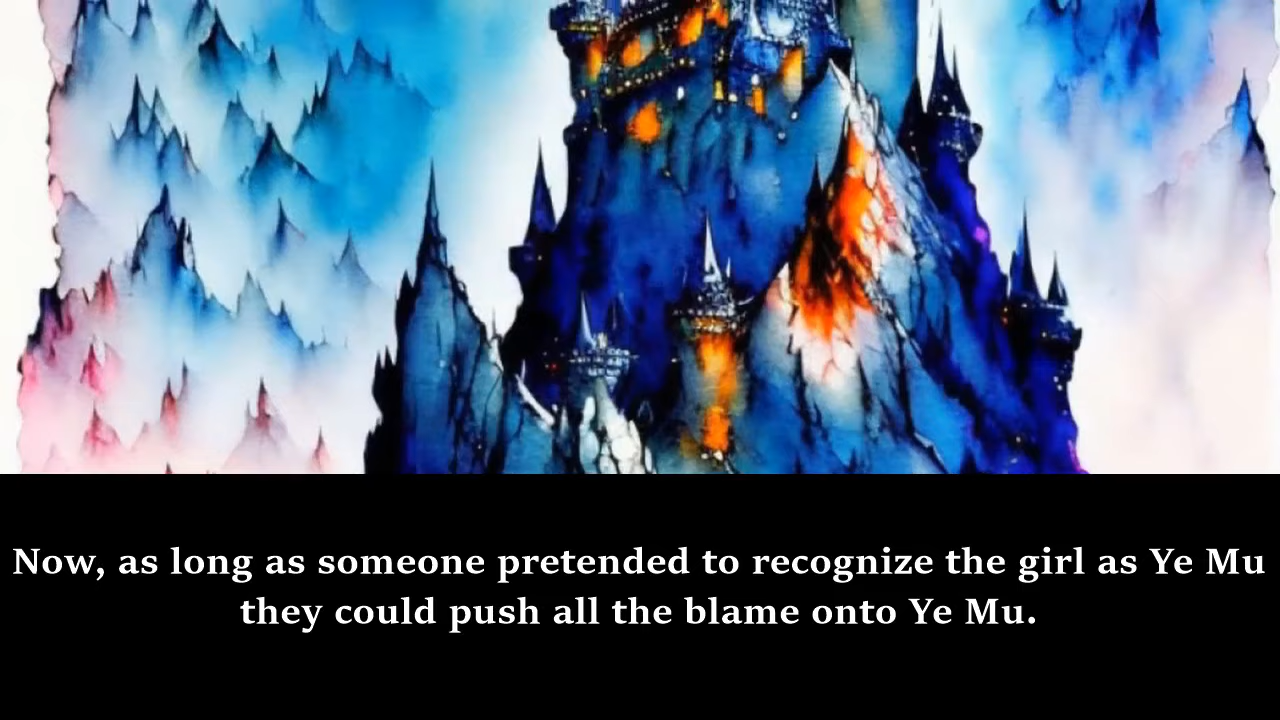 Now, as long as someone pretended to recognize the girl as Ye Mu
they could push all the blame onto Ye Mu.